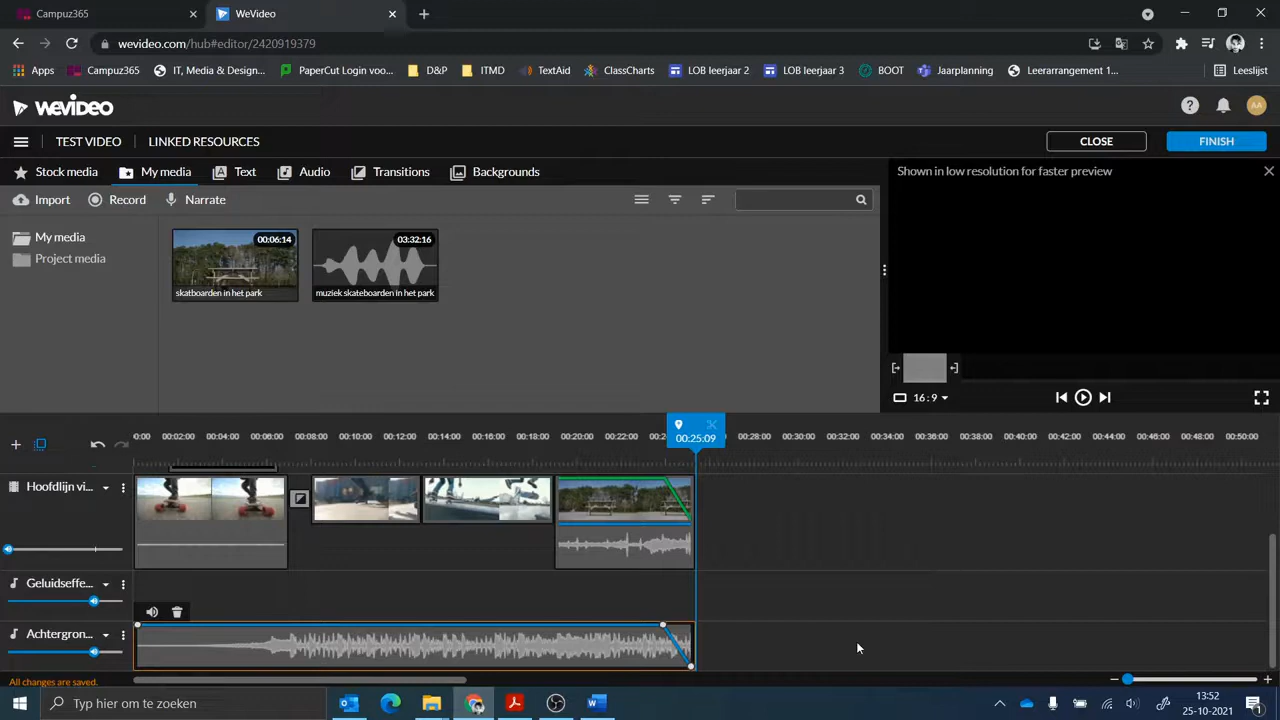 Campuz365
WeVideo
wevideo.com/hub#editor/2420919379
Apps
Campuz365
IT, Media & Design...
PaperCut Login voo...
D&P
ITMD
TextAid
ClassCharts
LOB leerjaar 2
LOB leerjaar 3
BOOT
Jaarplanning
Leerarrangement 1...
Leeslijst
wevideo
AA
TEST VIDEO
LINKED RESOURCES
CLOSE
FINISH
Stock media
My media
Text
Audio
Transitions
Backgrounds
Shown in low resolution for faster preview
Import
Record
Narrate
My media
Project media
00:06:14
skatboarden in het park
03:32:16
muziek skateboarden in het park
16:9
00:25:09
0:00 00:02:00 00:04:00 00:06:00 00:08:00 00:10:00 00:12:00 00:14:00 00:16:00 00:18:00 00:20:00 00:22:00 00:28:00 00:30:00 00:32:00 00:34:00 00:36:00 00:38:00 00:40:00 00:42:00 00:44:00 00:46:00 00:48:00 00:50:00
Hoofdlijn vi...
Geluidseffe...
Achtergron...
All changes are saved.
Typ hier om te zoeken
13:52
25-10-2021
1